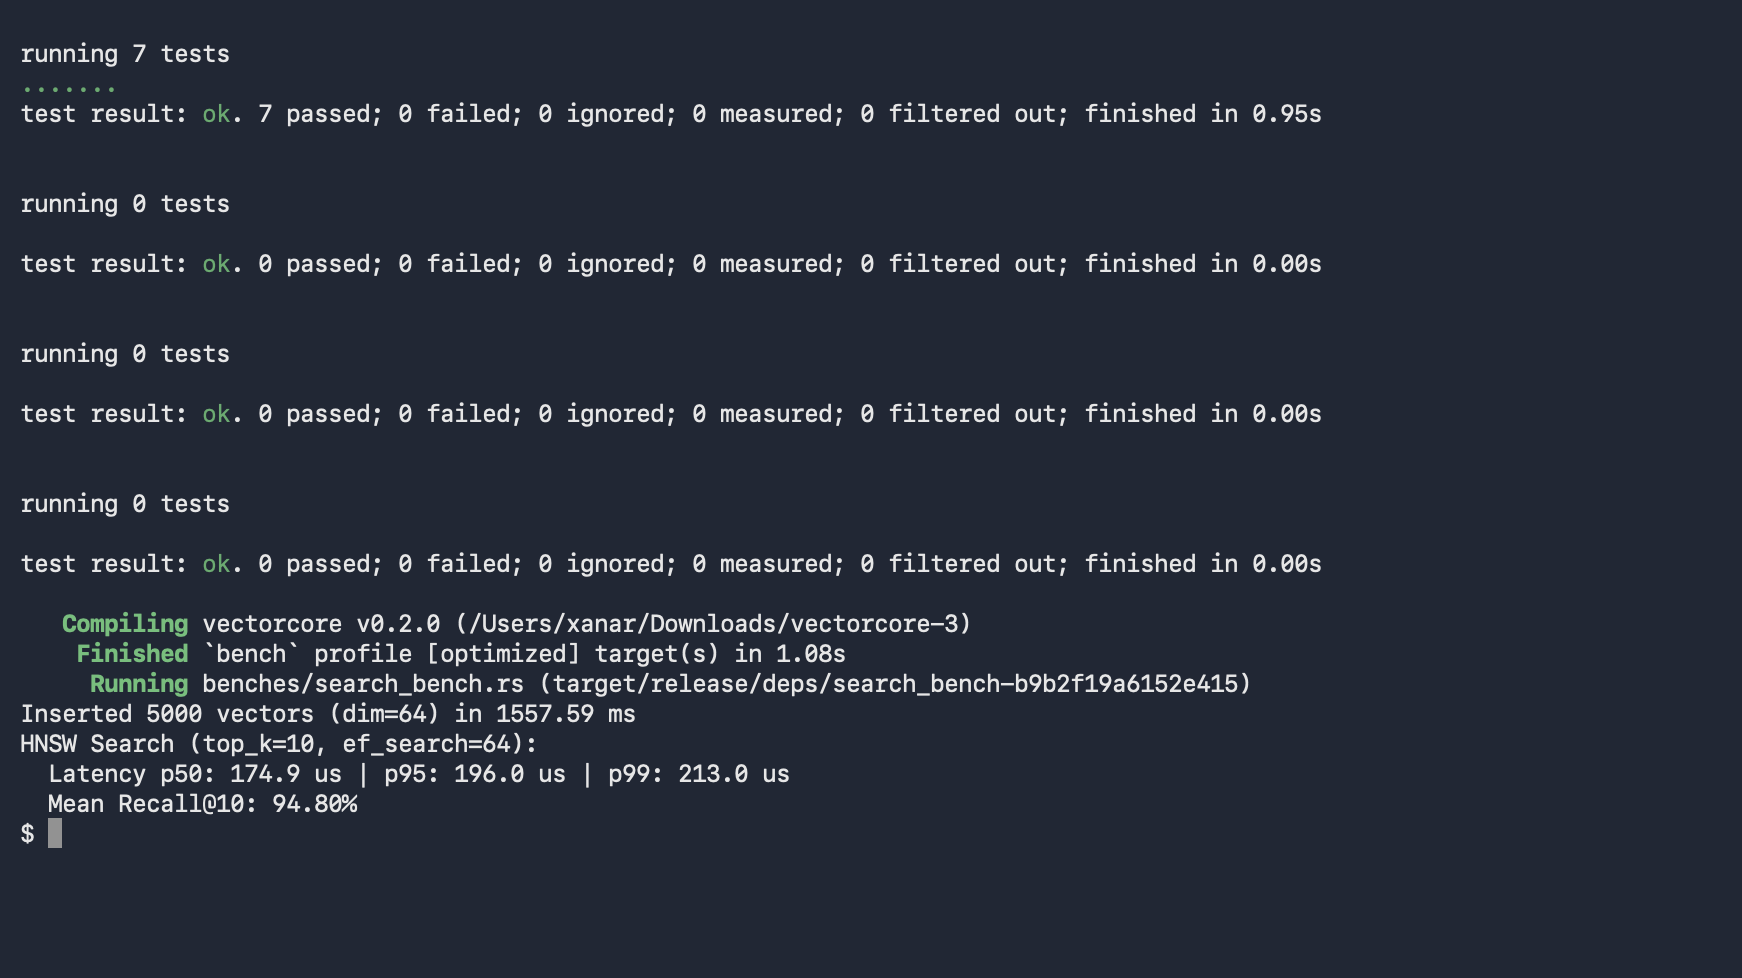 running 7 tests
.......
test result: ok. 7 passed; 0 failed; 0 ignored; 0 measured; 0 filtered out; finished in 0.95s
running 0 tests
test result: ok. 0 passed; 0 failed; 0 ignored; 0 measured; 0 filtered out; finished in 0.00s
running 0 tests
test result: ok. 0 passed; 0 failed; 0 ignored; 0 measured; 0 filtered out; finished in 0.00s
running 0 tests
test result: ok. 0 passed; 0 failed; 0 ignored; 0 measured; 0 filtered out; finished in 0.00s
Compiling vectorcore v0.2.0 (/Users/xanar/Downloads/vectorcore-3)
Finished `bench` profile [optimized] target(s) in 1.08s
Running benches/search_bench.rs (target/release/deps/search_bench-b9b2f19a6152e415)
Inserted 5000 vectors (dim=64) in 1557.59 ms
HNSW Search (top_k=10, ef_search=64):
Latency p50: 174.9 us | p95: 196.0 us | p99: 213.0 us
Mean Recall@10: 94.80%
$